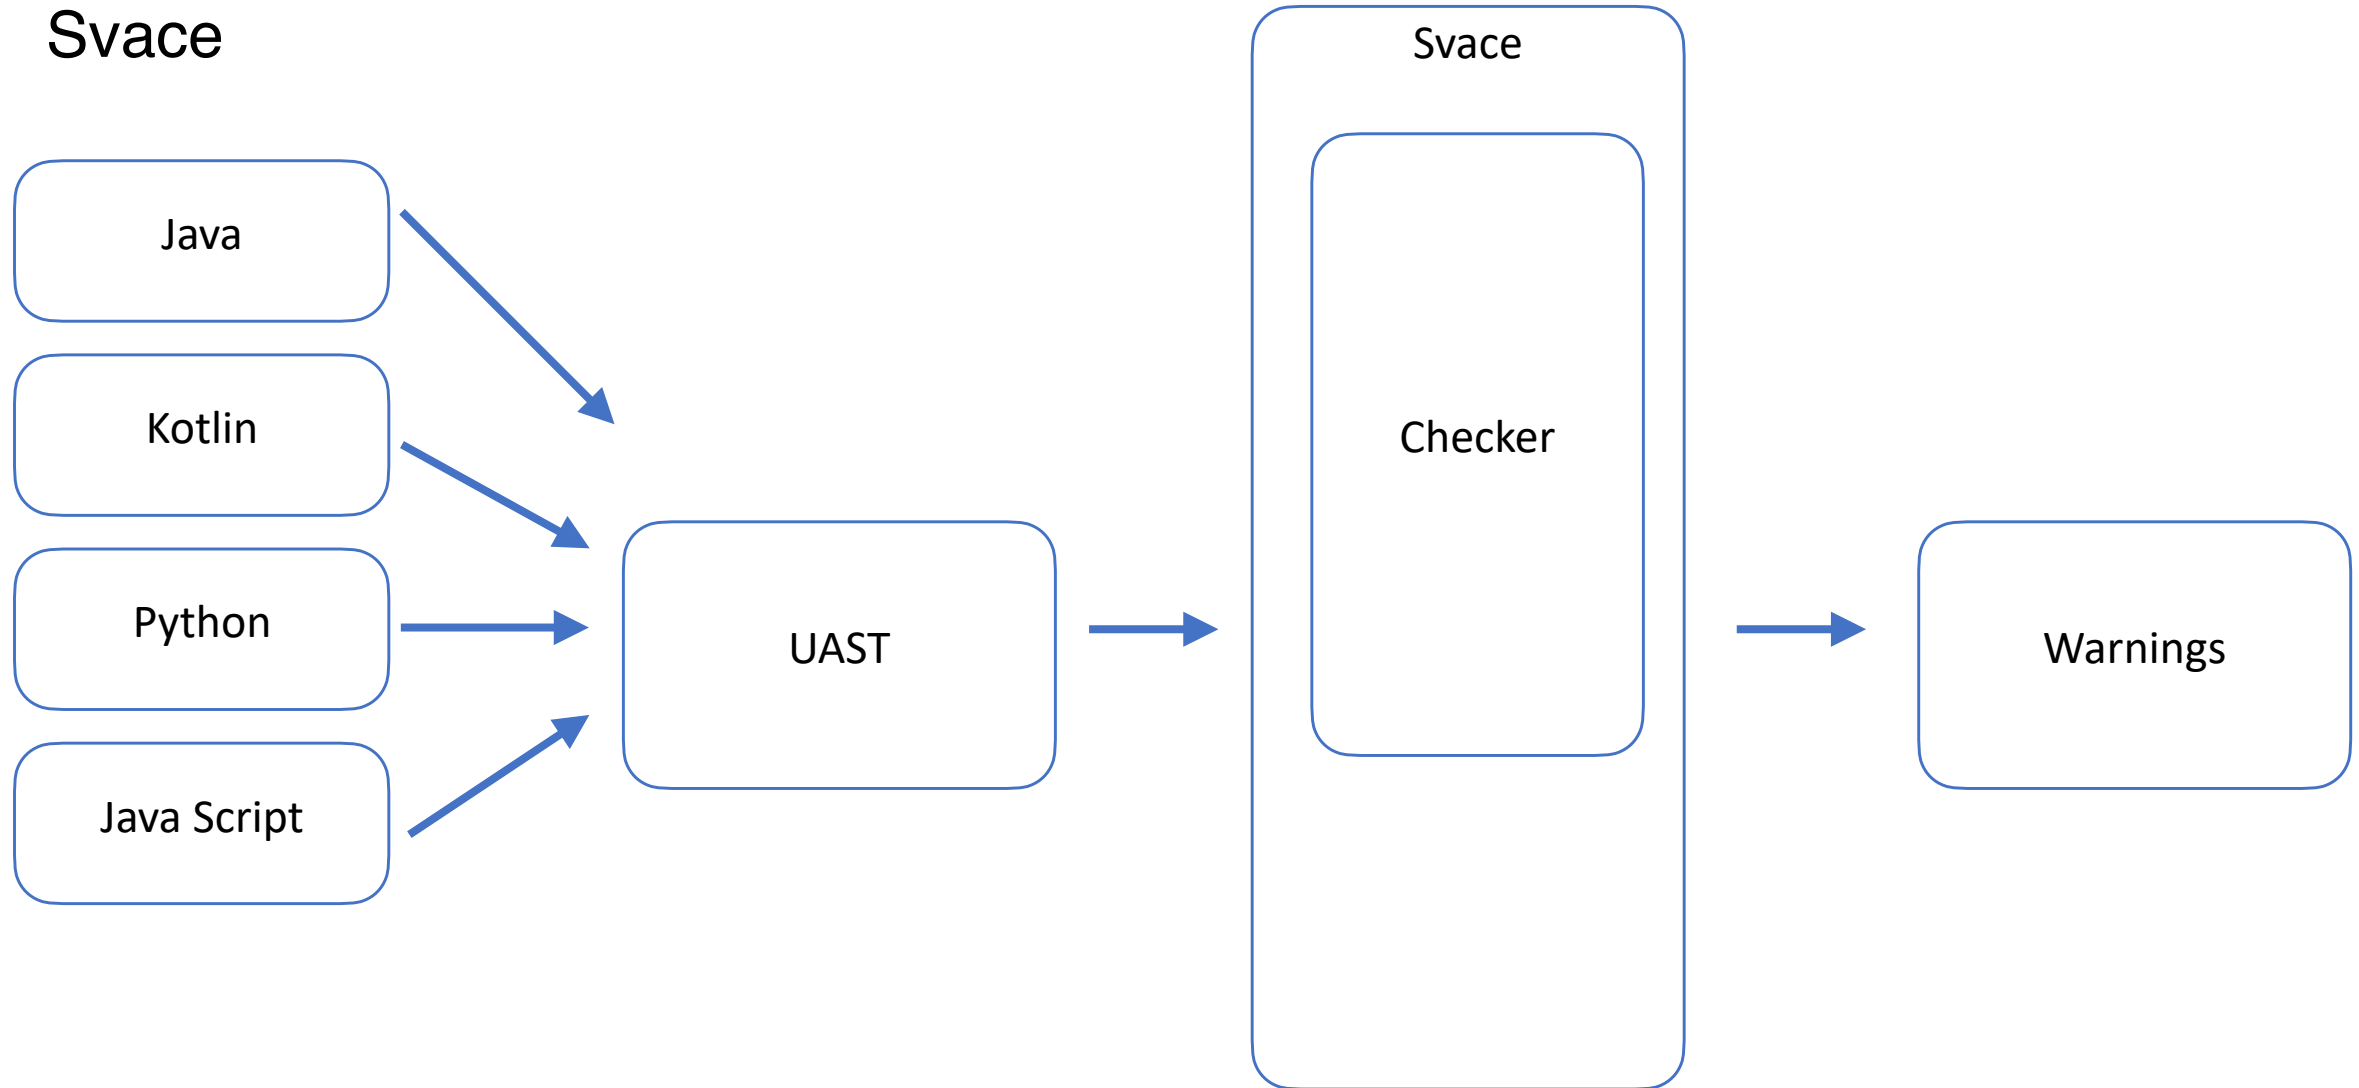 Svace
Java
Kotlin
Python
Java Script
UAST
Svace
Checker
Warnings